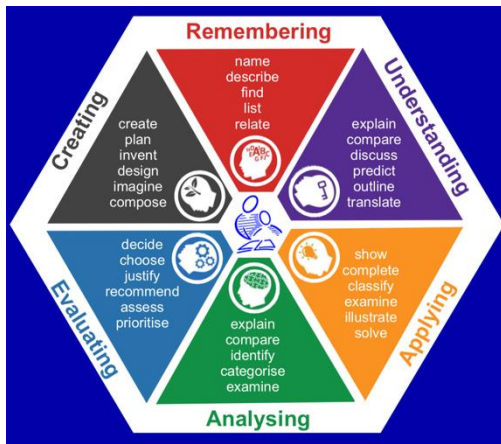 Remembering
name
describe
find
list
relate
Understanding
explain
compare
discuss
predict
outline
translate
Applying
show
complete
classify
examine
illustrate
solve
Analysing
explain
compare
identify
categorise
examine
Evaluating
decide
choose
justify
recommend
assess
prioritise
Creating
create
plan
invent
design
imagine
compose